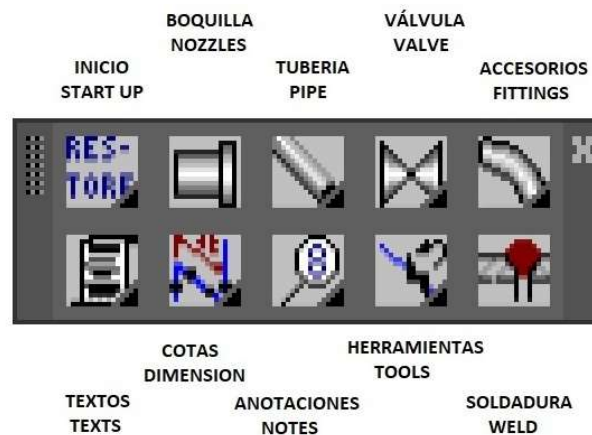 BOQUILLA
NOZZLES
VÁLVULA
VALVE
INICIO
START UP
TUBERIA
PIPE
ACCESORIOS
FITTINGS
RES-
TORE
COTAS
DIMENSION
HERRAMIENTAS
TOOLS
TEXTOS
TEXTS
ANOTACIONES
NOTES
SOLDADURA
WELD